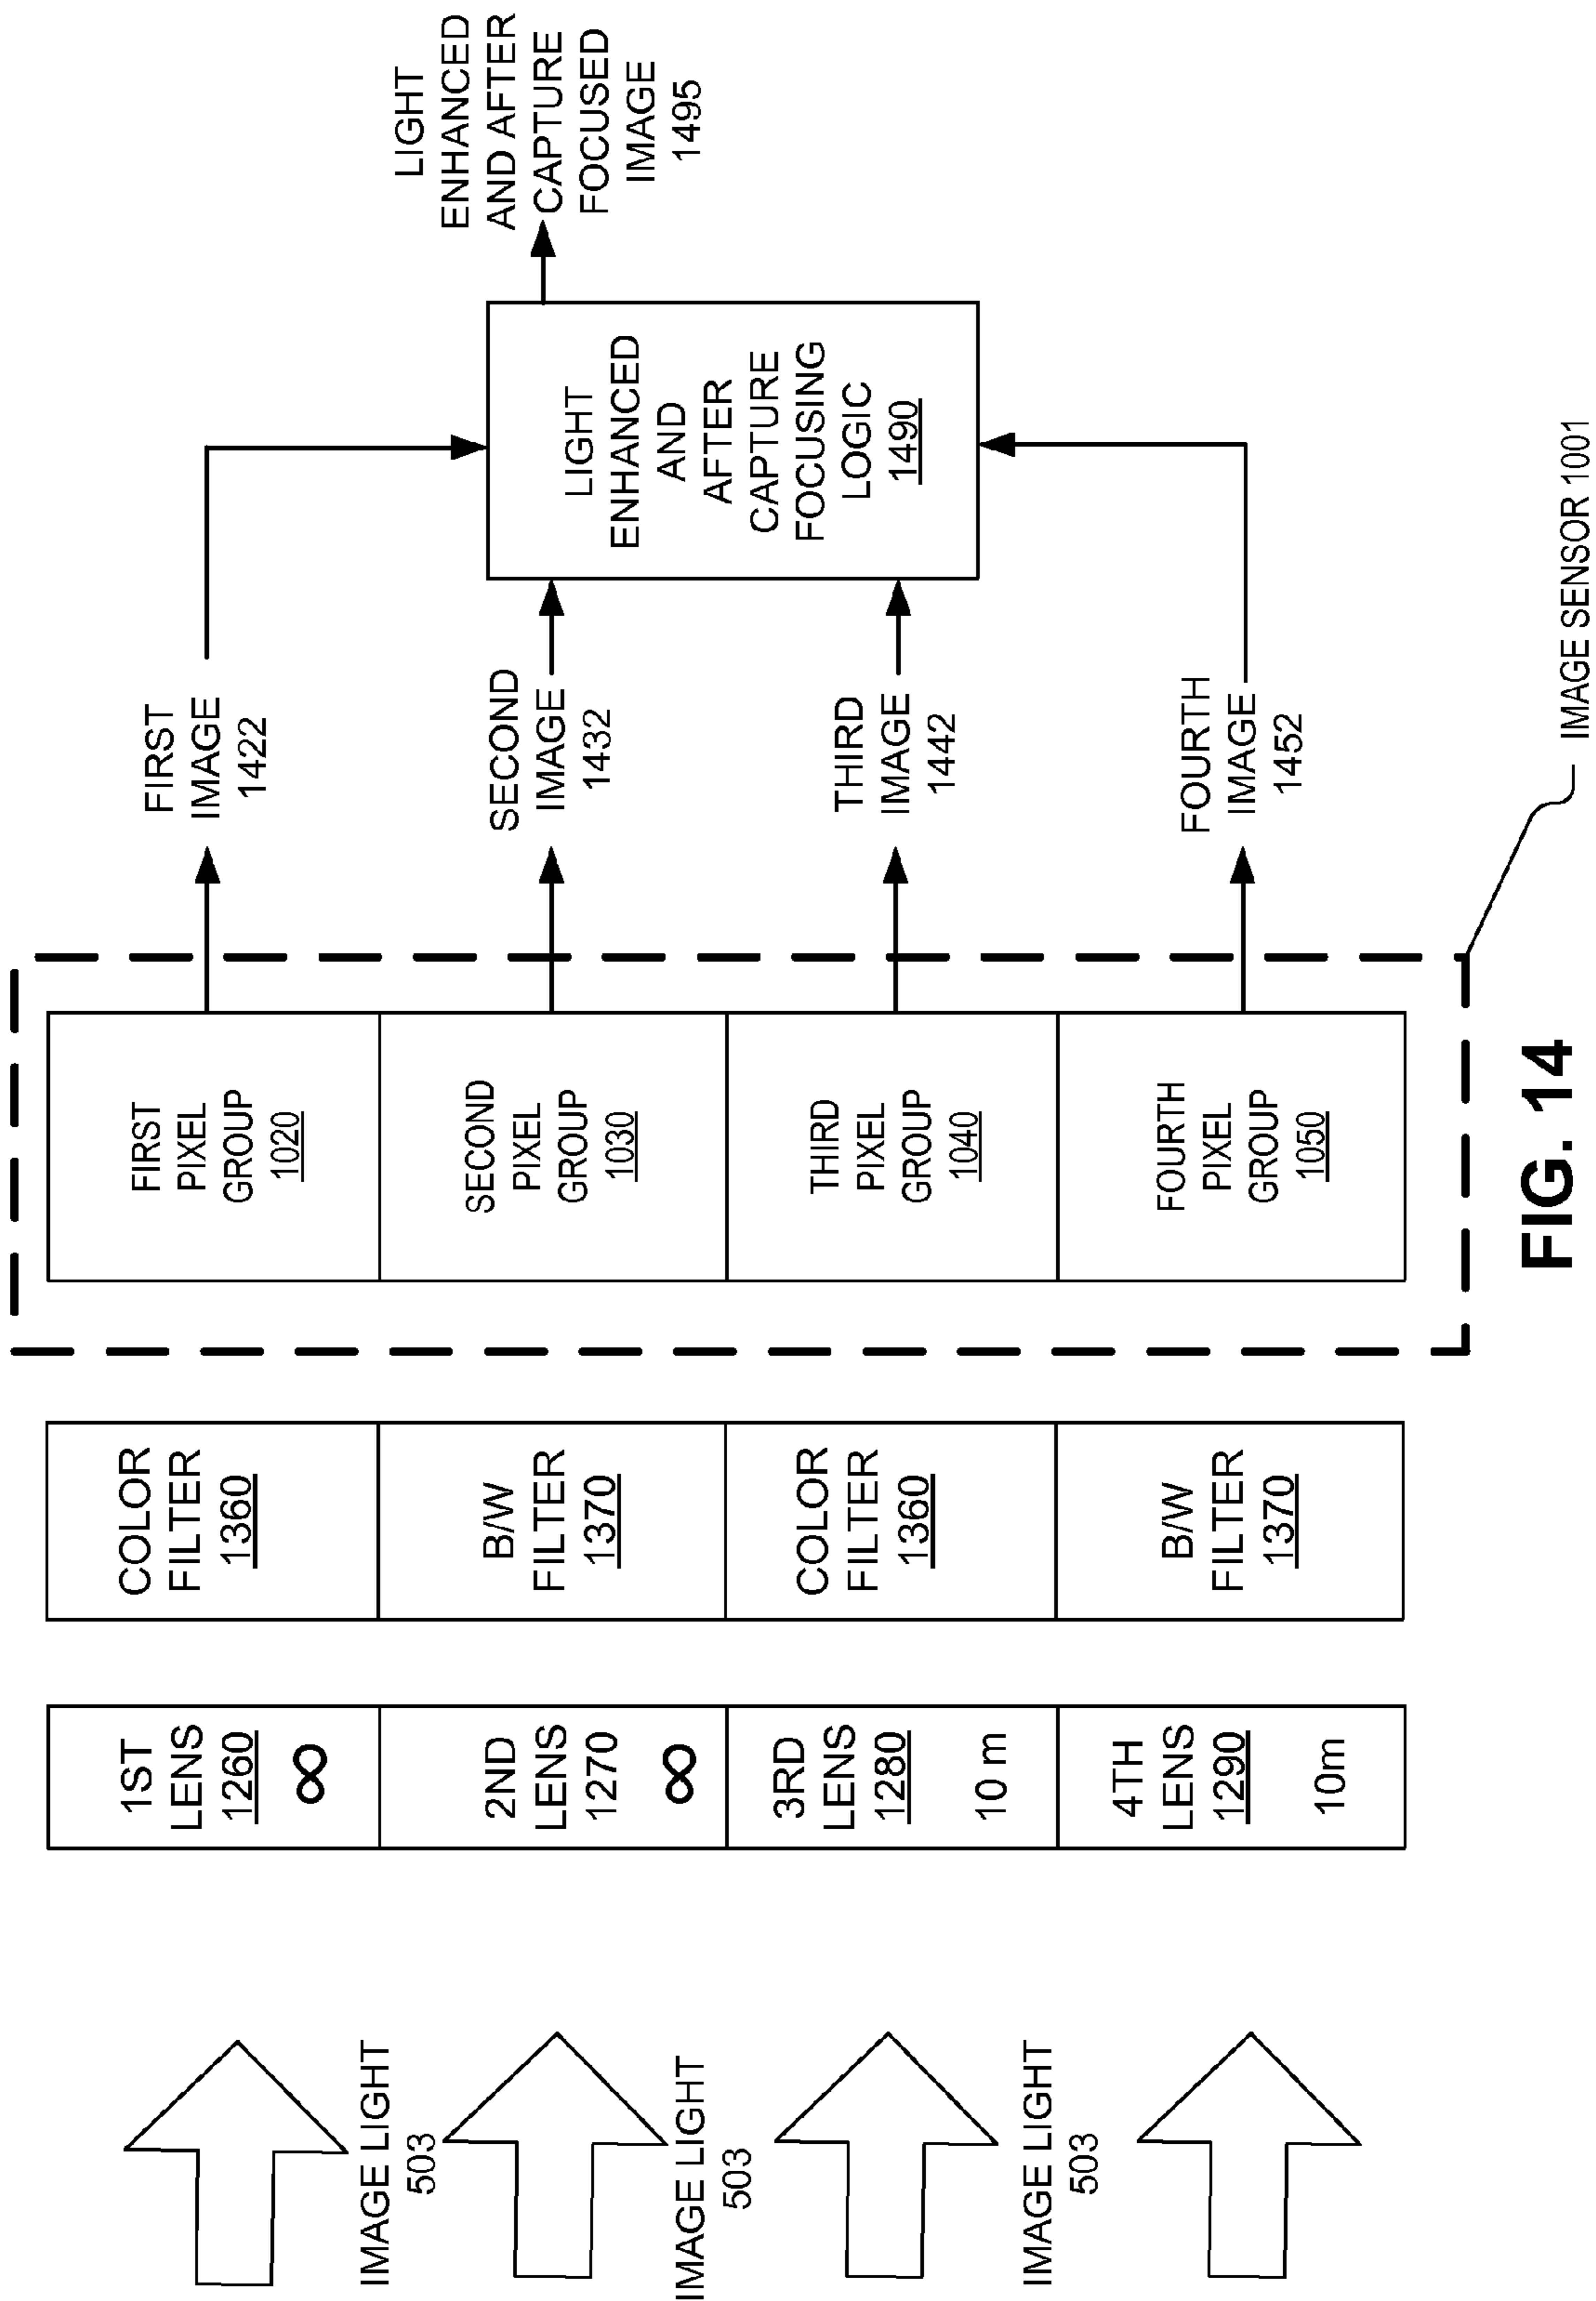 IMAGE LIGHT
503
IMAGE LIGHT
503
IMAGE LIGHT
503
1ST
LENS
1260
∞
2ND
LENS
1270
∞
3RD
LENS
1280
10 m
4TH
LENS
1290
10m
COLOR
FILTER
1360
B/W
FILTER
1370
COLOR
FILTER
1360
B/W
FILTER
1370
FIRST
PIXEL
GROUP
1020
SECOND
PIXEL
GROUP
1030
THIRD
PIXEL
GROUP
1040
FOURTH
PIXEL
GROUP
1050
FIRST
IMAGE
1422
SECOND
IMAGE
1432
THIRD
IMAGE
1442
FOURTH
IMAGE
1452
LIGHT
ENHANCED
AND
AFTER
CAPTURE
FOCUSING
LOGIC
1490
LIGHT
ENHANCED
AND AFTER
CAPTURE
FOCUSED
IMAGE
1495
IMAGE SENSOR 1001
FIG. 14